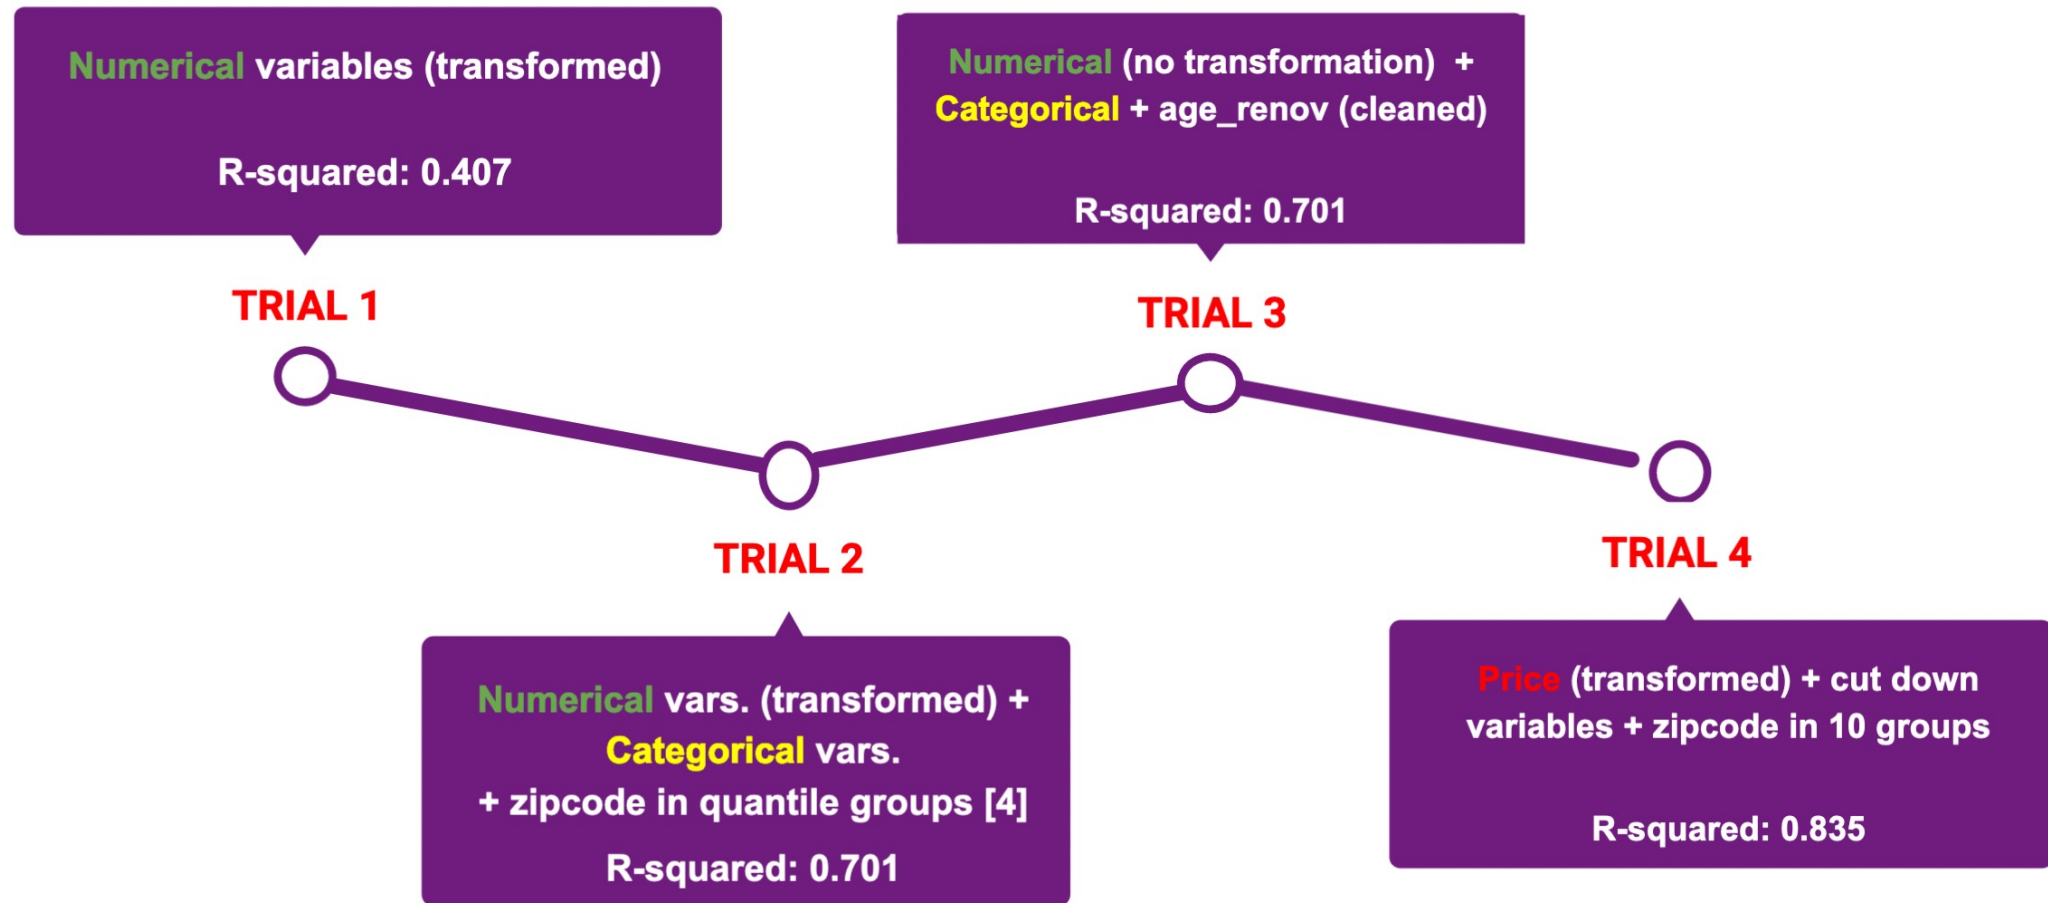 Numerical variables (transformed)
R-squared: 0.407
TRIAL 1
TRIAL 2
Numerical vars. (transformed) +
Categorical vars.
+ zipcode in quantile groups [4]
R-squared: 0.701
Numerical (no transformation) +
Categorical + age_renov (cleaned)
R-squared: 0.701
TRIAL 3
TRIAL 4
Price (transformed) + cut down
variables + zipcode in 10 groups
R-squared: 0.835